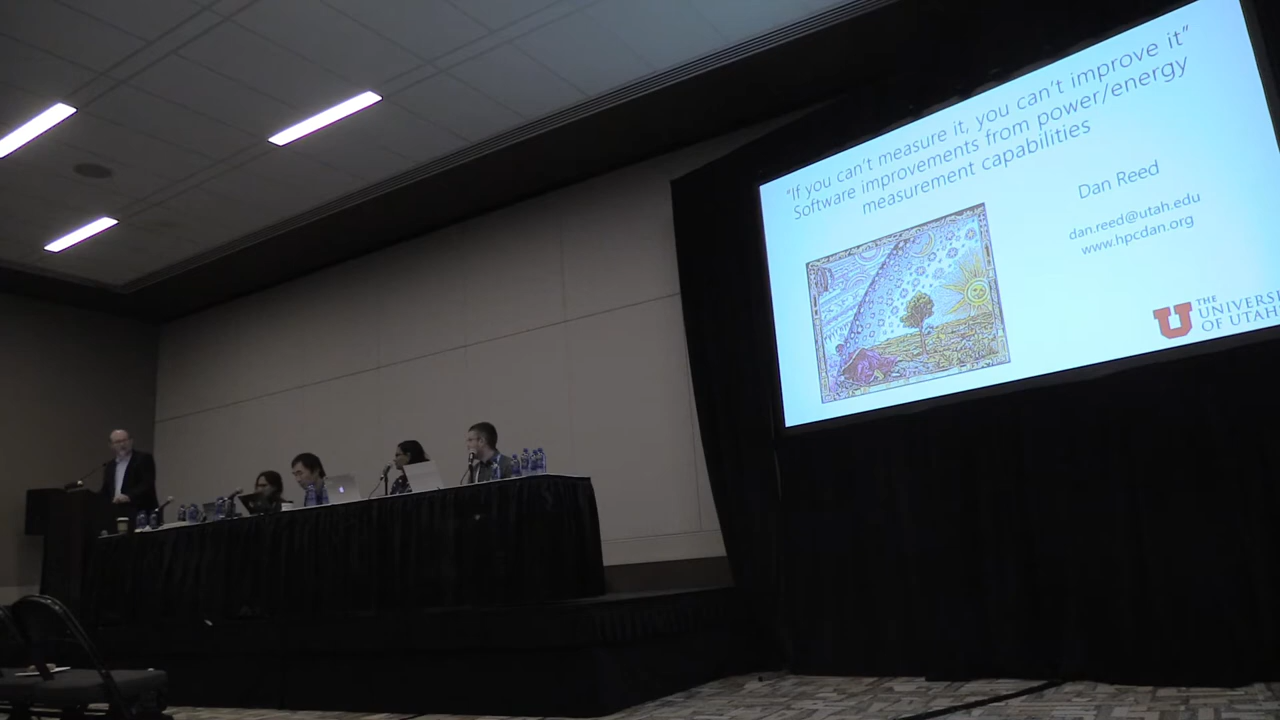 "If you can't measure it, you can't improve it"
Software improvements from power/energy
measurement capabilities
Dan Reed
dan.reed@utah.edu
www.hpcdan.org
U
THE
UNIVERSI
OF UTAH